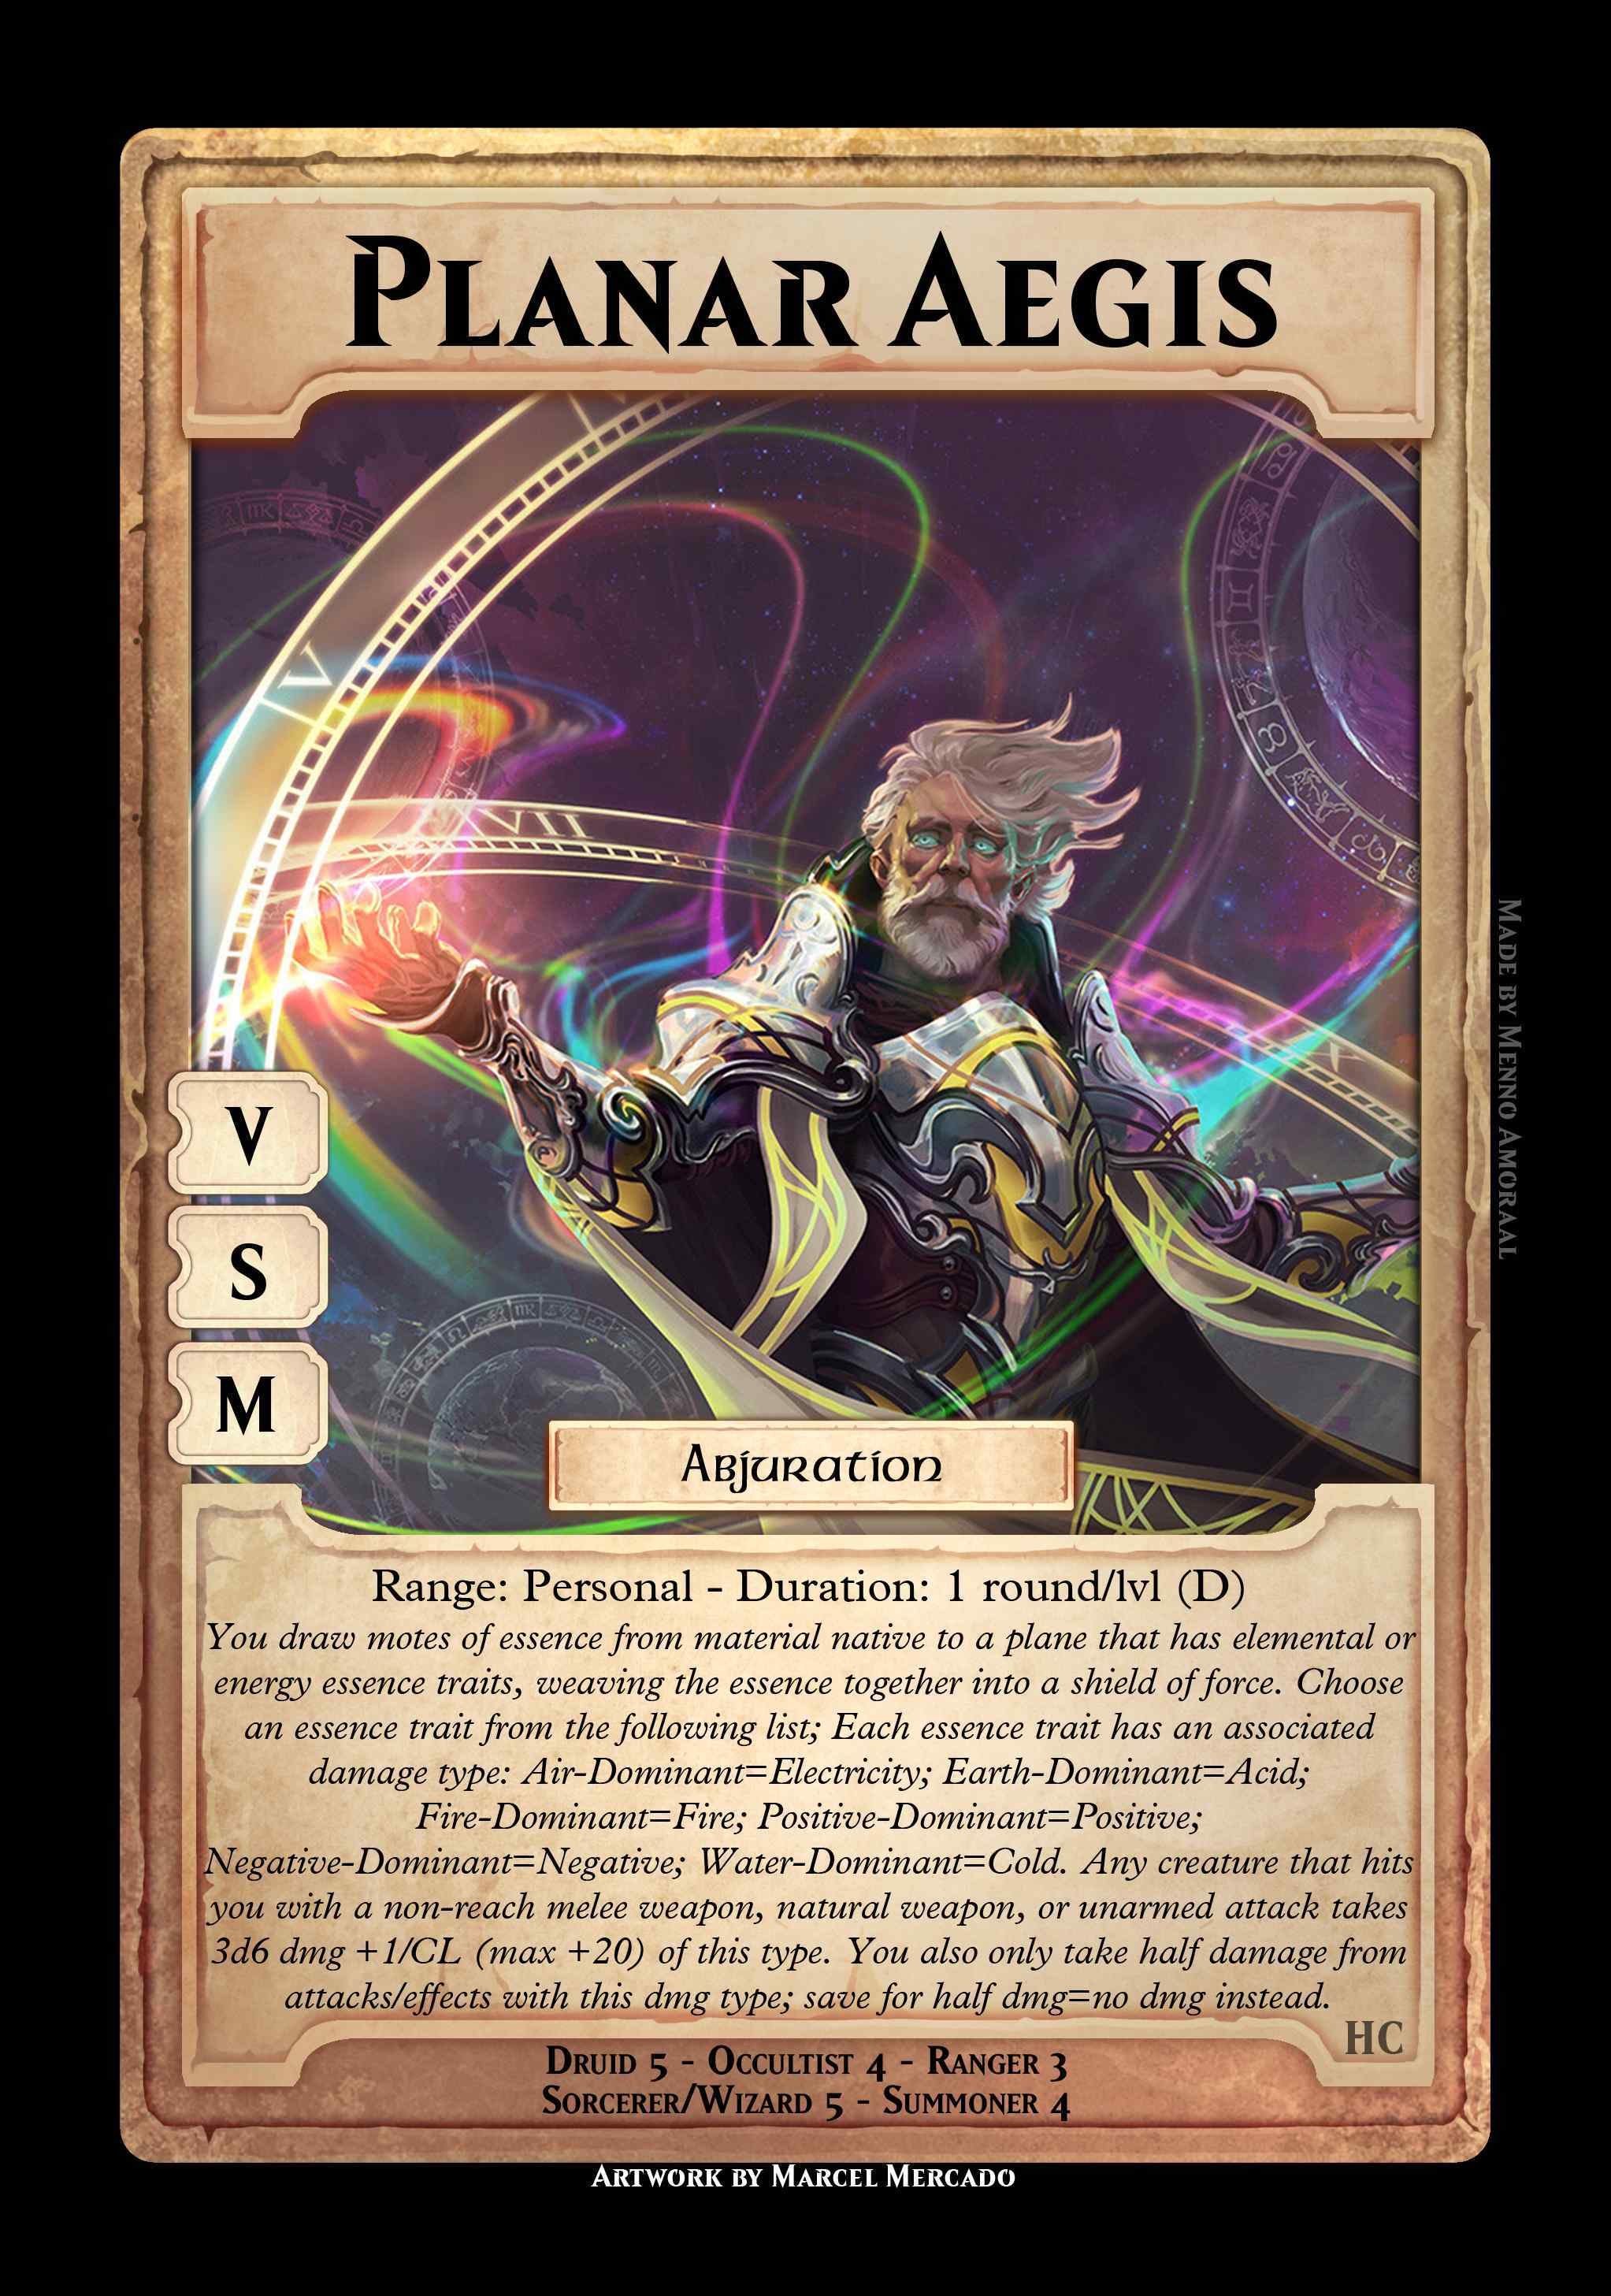 Planar Aegis
V
VII
X
V
S
M
Abjuration
Range: Personal - Duration: 1 round/lvl (D)
You draw motes of essence from material native to a plane that has elemental or
energy essence traits, weaving the essence together into a shield of force. Choose
an essence trait from the following list; Each essence trait has an associated
damage type: Air-Dominant=Electricity; Earth-Dominant=Acid;
Fire-Dominant=Fire; Positive-Dominant=Positive;
Negative-Dominant=Negative; Water-Dominant=Cold. Any creature that hits
you with a non-reach melee weapon, natural weapon, or unarmed attack takes
3d6 dmg +1/CL (max +20) of this type. You also only take half damage from
attacks/effects with this dmg type; save for half dmg=no dmg instead.
HC
Druid 5 - Occultist 4 - Ranger 3
Sorcerer/Wizard 5 - Summoner 4
Artwork by Marcel Mercado
Made by Menno Amoraal